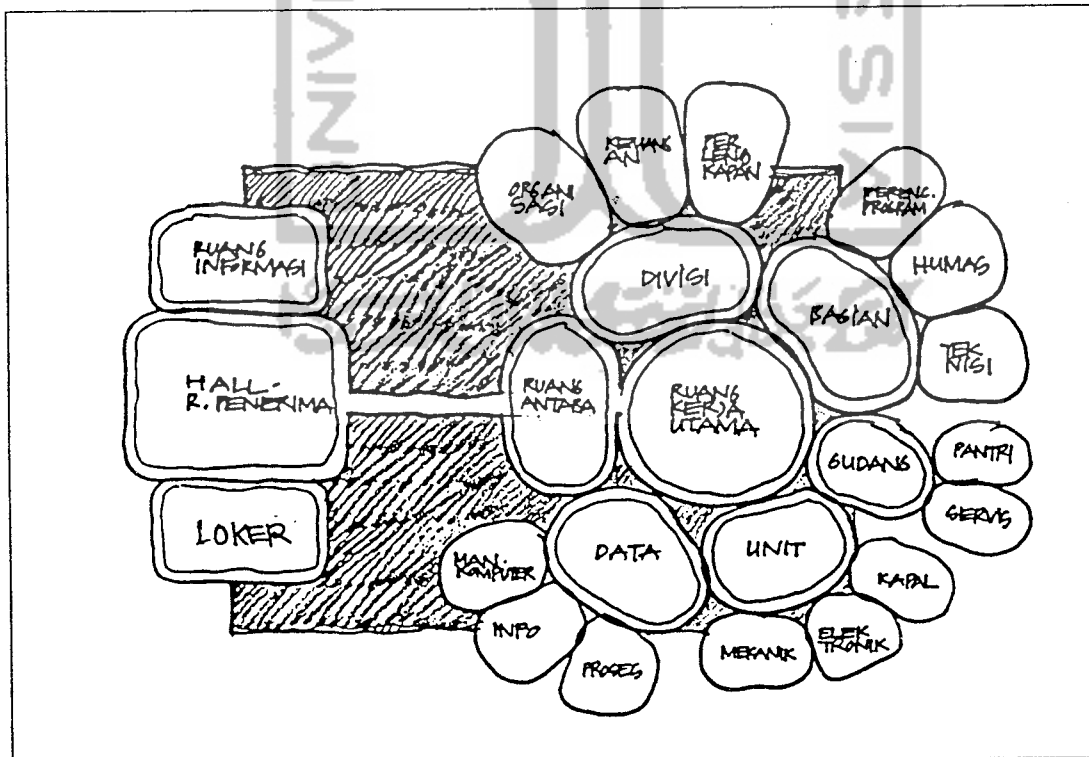 KEUANG
AN
PER
LENG
KAPAN
ORGANI
SASI
PERENC.
PROGRAM
RUANG
INFORMASI
DIVISI
HUMAS
BAGIAN
TEK
NISI
HALL -
R. PENERIMA
RUANG
ANTARA
RUANG
KERJA
UTAMA
GUDANG
PANTRI
SERVIS
LOKER
MAN.
KOMPUTER
DATA
UNIT
KAPAL
INFO
PROSES
MEKANIK
ELEK
TRONIK